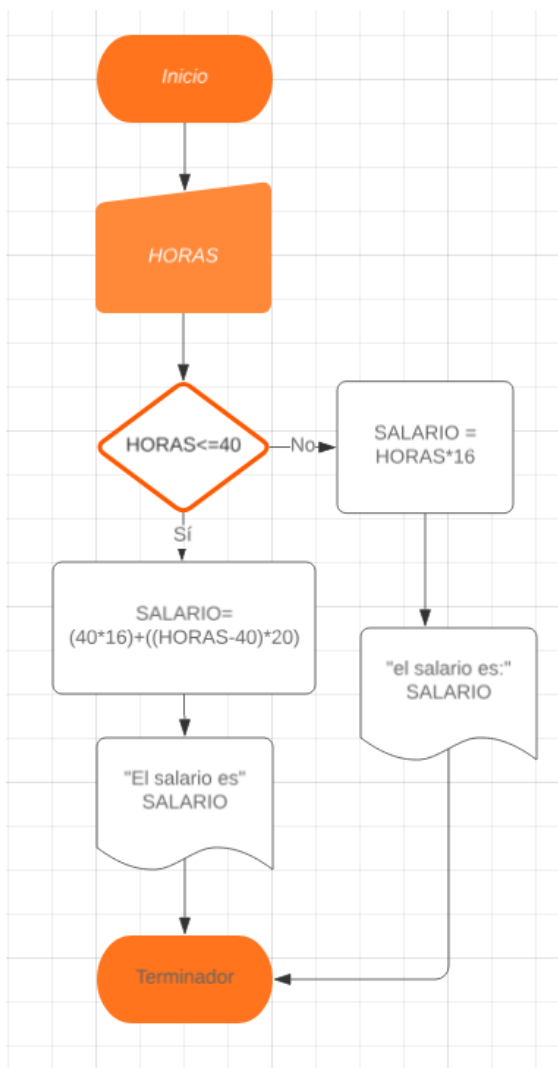 Inicio
HORAS
HORAS<=40
No
SALARIO =
HORAS*16
Sí
SALARIO=
(40*16)+((HORAS-40)*20)
"el salario es:"
SALARIO
"El salario es"
SALARIO
Terminador